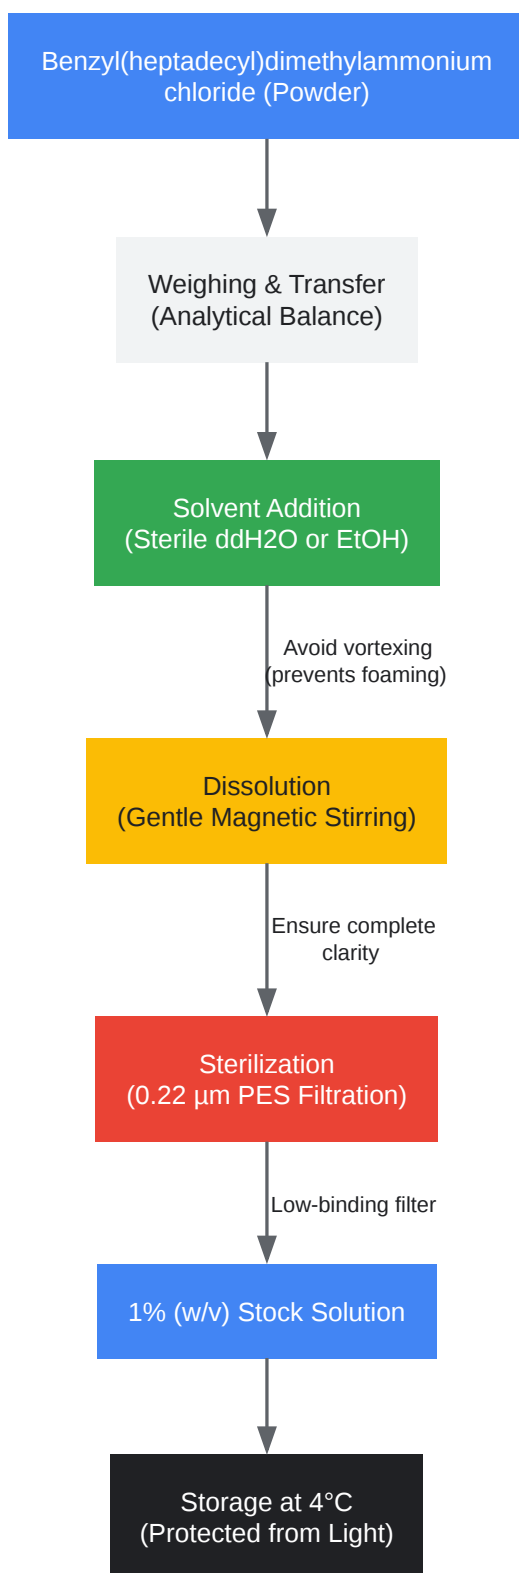 Benzyl(heptadecyl)dimethylammonium
chloride (Powder)
Weighing & Transfer
(Analytical Balance)
Solvent Addition
(Sterile ddH2O or EtOH)
Avoid vortexing
(prevents foaming)
Dissolution
(Gentle Magnetic Stirring)
Ensure complete
clarity
Sterilization
(0.22 µm PES Filtration)
Low-binding filter
1% (w/v) Stock Solution
Storage at 4°C
(Protected from Light)